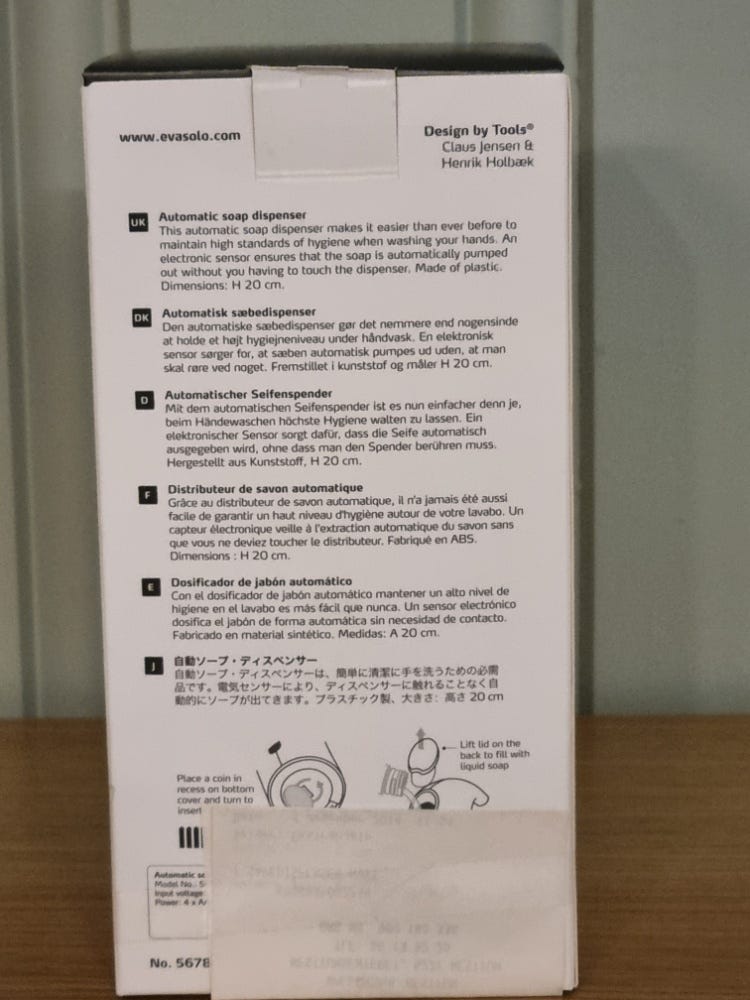 www.evasolo.com
Design by Tools®
Claus Jensen &
Henrik Holbæk
UK
Automatic soap dispenser
This automatic soap dispenser makes it easier than ever before to
maintain high standards of hygiene when washing your hands. An
electronic sensor ensures that the soap is automatically pumped
out without you having to touch the dispenser. Made of plastic.
Dimensions: H 20 cm.
DK
Automatisk sæbedispenser
Den automatiske sæbedispenser gør det nemmere end nogensinde
at holde et højt hygiejneniveau under håndvask. En elektronisk
sensor sørger for, at sæben automatisk pumpes ud uden, at man
skal røre ved noget. Fremstillet i kunststof og måler H 20 cm.
D
Automatischer Seifenspender
Mit dem automatischen Seifenspender ist es nun einfacher denn je,
beim Händewaschen höchste Hygiene walten zu lassen. Ein
elektronischer Sensor sorgt dafür, dass die Seife automatisch
ausgegeben wird, ohne dass man den Spender berühren muss.
Hergestellt aus Kunststoff, H 20 cm.
F
Distributeur de savon automatique
Grâce au distributeur de savon automatique, il n'a jamais été aussi
facile de garantir un haut niveau d'hygiène autour de votre lavabo. Un
capteur électronique veille à l'extraction automatique du savon sans
que vous ne deviez toucher le distributeur. Fabriqué en ABS.
Dimensions : H 20 cm.
E
Dosificador de jabón automático
Con el dosificador de jabón automático mantener un alto nivel de
higiene en el lavabo es más fácil que nunca. Un sensor electrónico
dosifica el jabón de forma automática sin necesidad de contacto.
Fabricado en material sintético. Medidas: A 20 cm.
J
自動ソープ・ディスペンサー
自動ソープ・ディスペンサーは、簡単に清潔に手を洗うための必需
品です。電気センサーにより、ディスペンサーに触れることなく自
動的にソープが出てきます。プラスチック製、大きさ: 高さ 20 cm
Lift lid on the
back to fill with
liquid soap
Place a coin in
recess on bottom
cover and turn to
insert
Automatic
Model No.
Input voltage
Power: 4 x
No. 5678